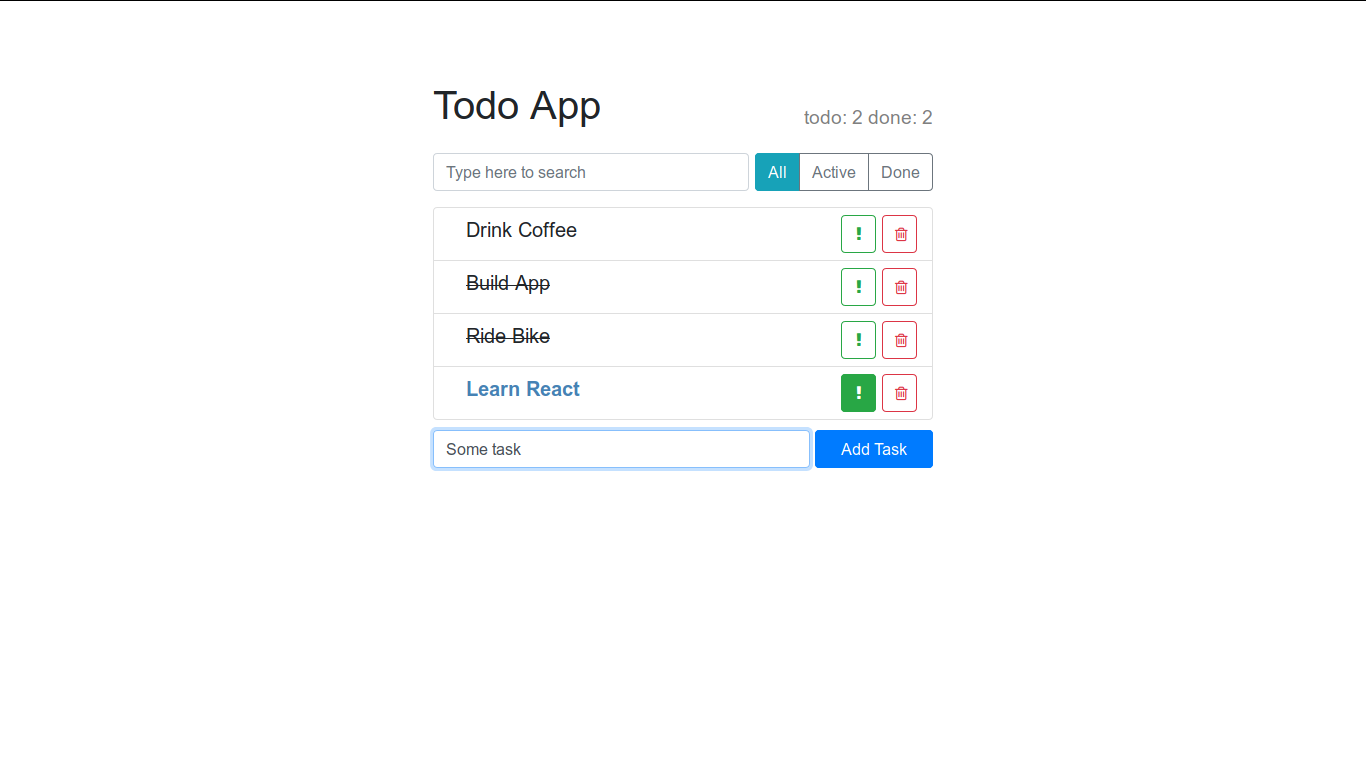 Todo App
todo: 2 done: 2
Type here to search
All Active Done
Drink Coffee
Build App
Ride Bike
Learn React
Some task
Add Task